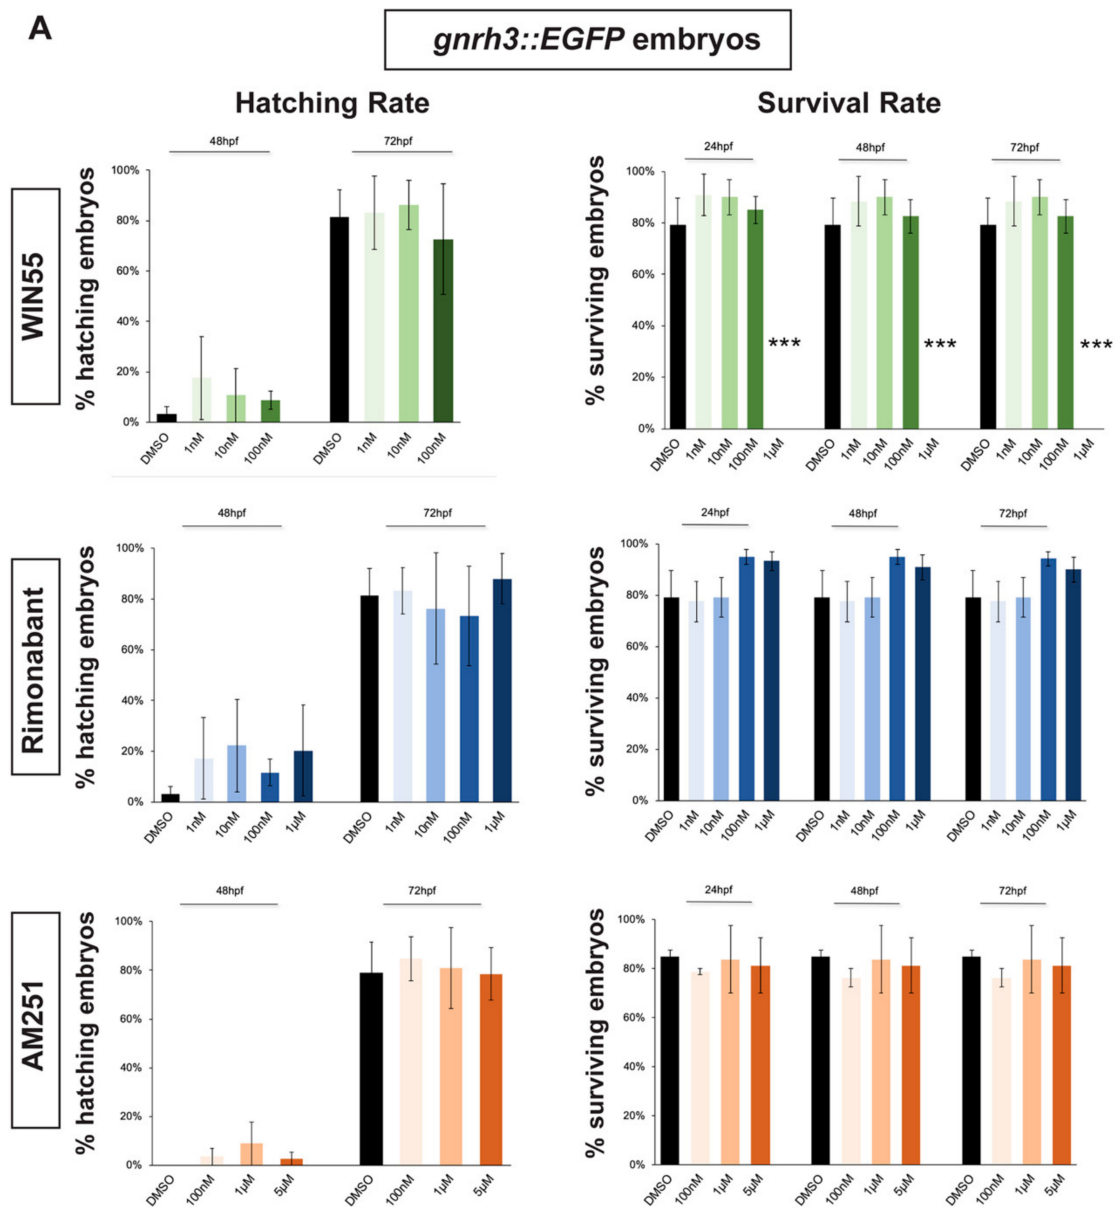 A
gnrh3::EGFP embryos
Hatching Rate
Survival Rate
WIN55
% hatching embryos
48hpf
72hpf
100%
80%
60%
40%
20%
0%
DMSO
1nM
10nM
100nM
DMSO
1nM
10nM
100nM
% surviving embryos
24hpf
48hpf
72hpf
100%
80%
60%
40%
20%
0%
***
***
***
DMSO
1nM
10nM
100nM
1µM
DMSO
1nM
10nM
100nM
1µM
DMSO
1nM
10nM
100nM
1µM
Rimonabant
% hatching embryos
48hpf
72hpf
100%
80%
60%
40%
20%
0%
DMSO
1nM
10nM
100nM
1µM
DMSO
1nM
10nM
100nM
1µM
% surviving embryos
24hpf
48hpf
72hpf
100%
80%
60%
40%
20%
0%
DMSO
1nM
10nM
100nM
1µM
DMSO
1nM
10nM
100nM
1µM
DMSO
1nM
10nM
100nM
1µM
AM251
% hatching embryos
48hpf
72hpf
100%
80%
60%
40%
20%
0%
DMSO
100nM
1µM
5µM
DMSO
100nM
1µM
5µM
% surviving embryos
24hpf
48hpf
72hpf
100%
80%
60%
40%
20%
0%
DMSO
100nM
1µM
5µM
DMSO
100nM
1µM
5µM
DMSO
100nM
1µM
5µM